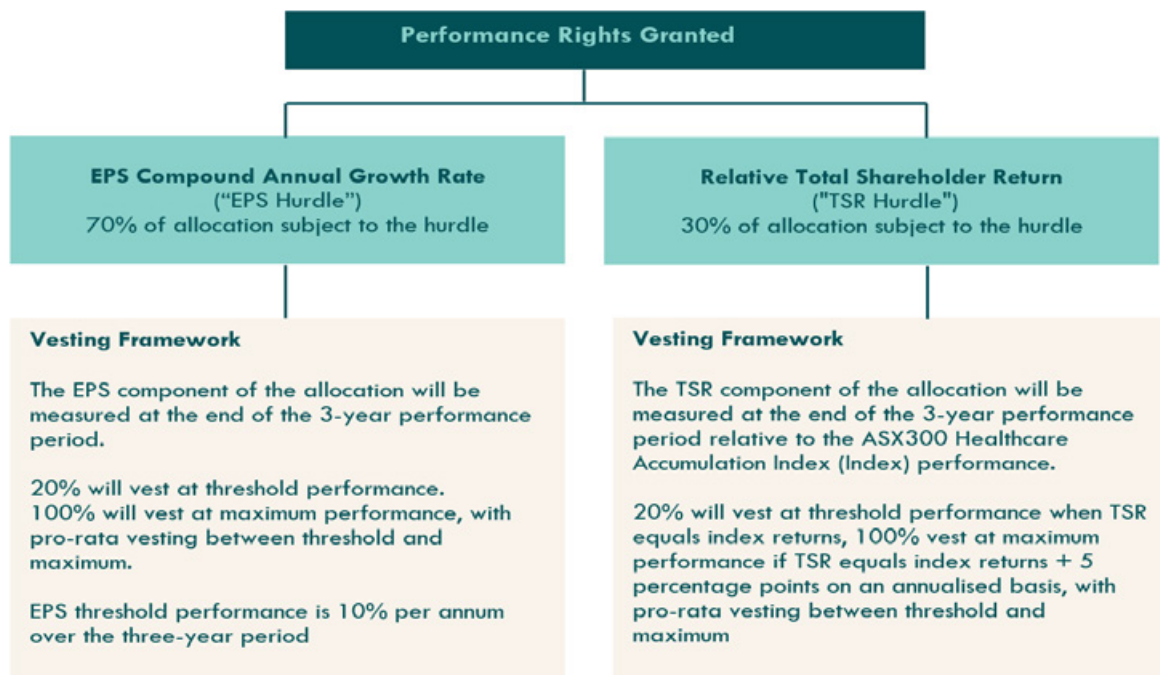 Performance Rights Granted
EPS Compound Annual Growth Rate
(“EPS Hurdle”)
70% of allocation subject to the hurdle
Relative Total Shareholder Return
("TSR Hurdle")
30% of allocation subject to the hurdle
Vesting Framework
The EPS component of the allocation will be
measured at the end of the 3-year performance
period.
20% will vest at threshold performance.
100% will vest at maximum performance, with
pro-rata vesting between threshold and
maximum.
EPS threshold performance is 10% per annum
over the three-year period
Vesting Framework
The TSR component of the allocation will be
measured at the end of the 3-year performance
period relative to the ASX300 Healthcare
Accumulation Index (Index) performance.
20% will vest at threshold performance when TSR
equals index returns, 100% vest at maximum
performance if TSR equals index returns + 5
percentage points on an annualised basis, with
pro-rata vesting between threshold and
maximum